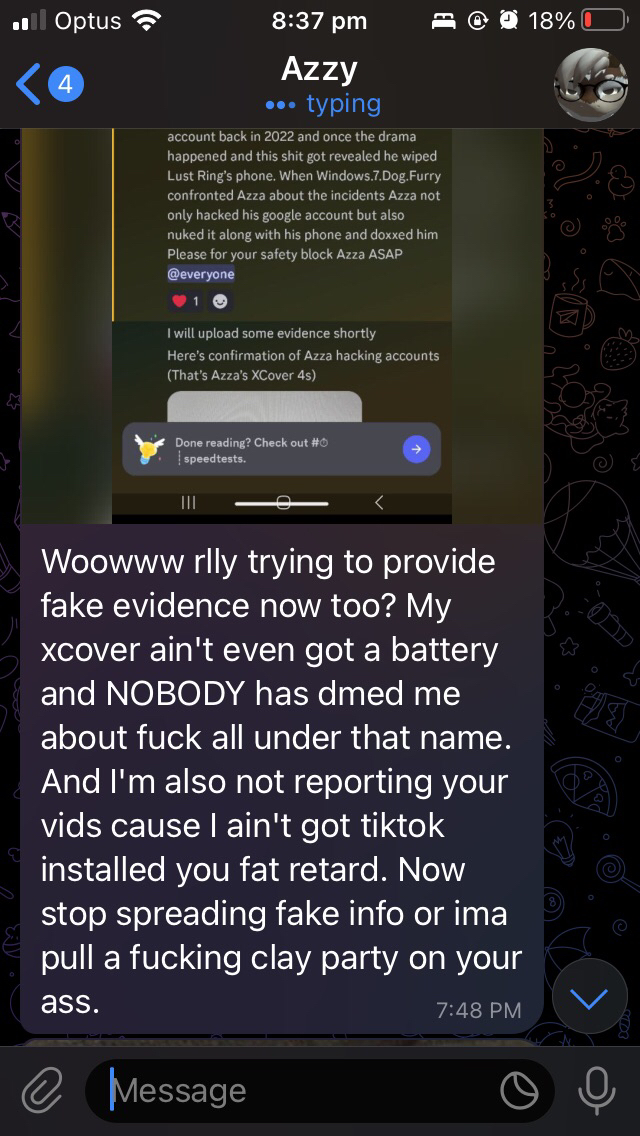 Optus 8:37 pm 18%
4 Azzy
typing
account back in 2022 and once the drama
happened and this shit got revealed he wiped
Lust Ring's phone. When Windows.7.Dog.Furry
confronted Azza about the incidents Azza not
only hacked his google account but also
nuked it along with his phone and doxxed him
Please for your safety block Azza ASAP
@everyone
1
I will upload some evidence shortly
Here's confirmation of Azza hacking accounts
(That's Azza's XCover 4s)
Done reading? Check out #⏱
┊speedtests.
Woowww rlly trying to provide
fake evidence now too? My
xcover ain't even got a battery
and NOBODY has dmed me
about fuck all under that name.
And I'm also not reporting your
vids cause I ain't got tiktok
installed you fat retard. Now
stop spreading fake info or ima
pull a fucking clay party on your
ass.
7:48 PM
Message